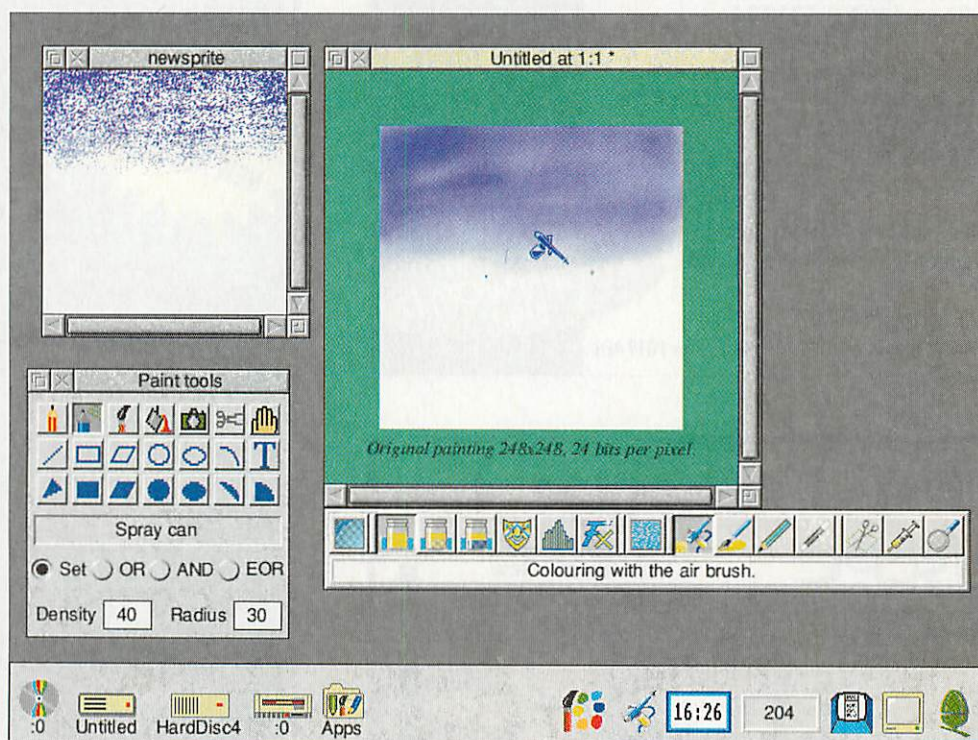 newsprite
Untitled at 1:1 *
Original painting 248x248, 24 bits per pixel.
Paint tools
T
Spray can
Set OR AND EOR
Density 40 Radius 30
Colouring with the air brush.
16:26
204
:0 Untitled HardDisc4 :0 Apps